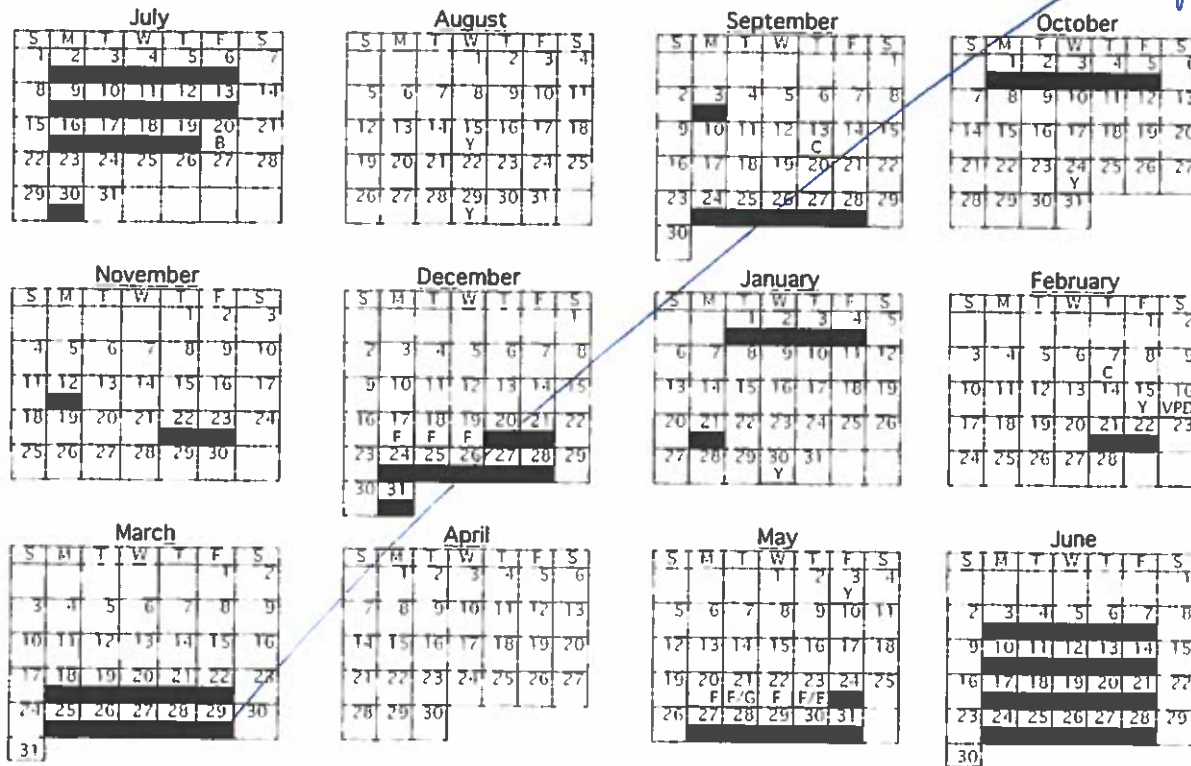 July
S M T W T F S
1 2 3 4 5 6 7
8 9 10 11 12 13 14
15 16 17 18 19 20 21
B
22 23 24 25 26 27 28
29 30 31
August
S M T W T F S
1 2 3 4
5 6 7 8 9 10 11
12 13 14 15 16 17 18
Y
19 20 21 22 23 24 25
26 27 28 29 30 31
Y
September
S M T W T F S
1
2 3 4 5 6 7 8
9 10 11 12 13 14 15
C
16 17 18 19 20 21 22
23 24 25 26 27 28 29
30
October
S M T W T F S
1 2 3 4 5 6
7 8 9 10 11 12 13
14 15 16 17 18 19 20
21 22 23 24 25 26 27
Y
28 29 30 31
November
S M T W T F S
1 2 3
4 5 6 7 8 9 10
11 12 13 14 15 16 17
18 19 20 21 22 23 24
25 26 27 28 29 30
December
S M T W T F S
1
2 3 4 5 6 7 8
9 10 11 12 13 14 15
16 17 18 19 20 21 22
F F F
23 24 25 26 27 28 29
30 31
January
S M T W T F S
1 2 3 4 5
6 7 8 9 10 11 12
13 14 15 16 17 18 19
20 21 22 23 24 25 26
27 28 29 30 31
Y
February
S M T W T F S
1 2
3 4 5 6 7 8 9
C
10 11 12 13 14 15 16
Y VPD
17 18 19 20 21 22 23
24 25 26 27 28
March
S M T W T F S
1 2
3 4 5 6 7 8 9
10 11 12 13 14 15 16
17 18 19 20 21 22 23
24 25 26 27 28 29 30
31
April
S M T W T F S
1 2 3 4 5 6
7 8 9 10 11 12 13
14 15 16 17 18 19 20
21 22 23 24 25 26 27
28 29 30
May
S M T W T F S
1 2 3 4
Y
5 6 7 8 9 10 11
12 13 14 15 16 17 18
19 20 21 22 23 24 25
F F/G F F/E
26 27 28 29 30 31
June
S M T W T F S
1
2 3 4 5 6 7 8
9 10 11 12 13 14 15
16 17 18 19 20 21 22
23 24 25 26 27 28 29
30